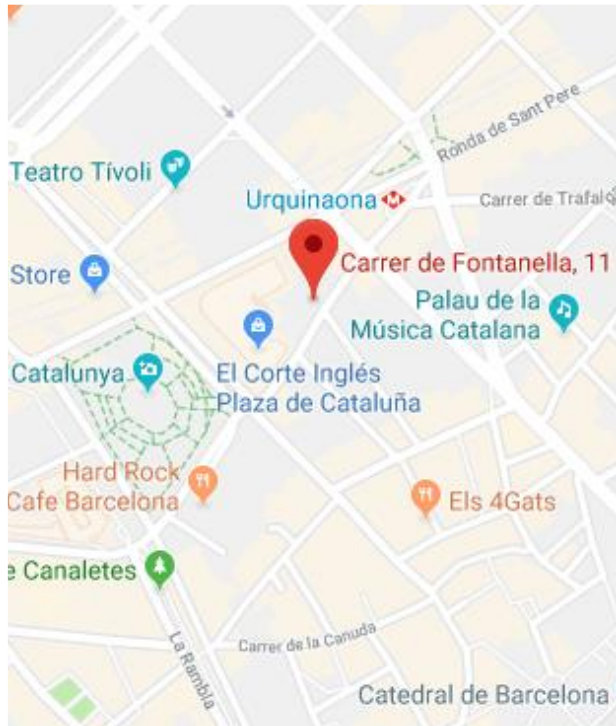 Ronda de Sant Pere
Teatro Tívoli
Urquinaona
Carrer de Trafalg
Carrer de Fontanella, 11
Store
Palau de la
Música Catalana
Catalunya
El Corte Inglés
Plaza de Cataluña
Hard Rock
Cafe Barcelona
Els 4Gats
e Canaletes
Carrer de la Canuda
La Rambla
Catedral de Barcelona